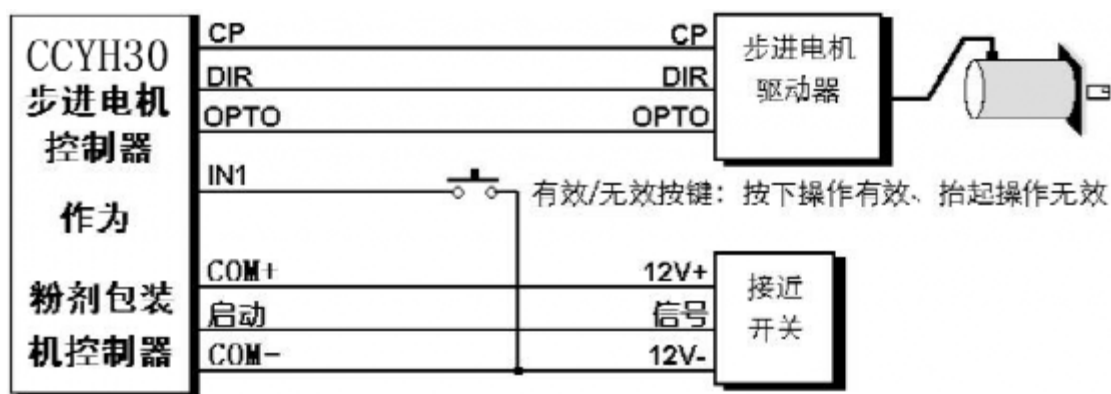 CCYH30
步进电机
控制器
作为
粉剂包装
机控制器
CP
DIR
OPTO
IN1
COM+
启动
COM-
CP
DIR
OPTO
步进电机
驱动器
有效/无效按键：按下操作有效、抬起操作无效
12V+
信号
12V-
接近
开关